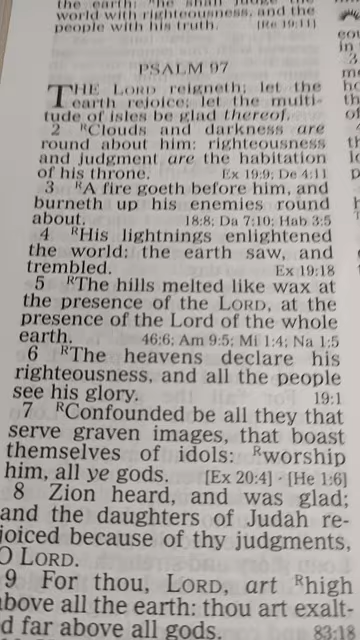 the earth: he shall judge the
world with righteousness, and the
people with his truth. [Re 19:11]
PSALM 97
THE LORD reigneth; let the
earth rejoice; let the multi-
tude of isles be glad thereof.
2 RClouds and darkness are
round about him: righteousness
and judgment are the habitation
of his throne. Ex 19:9; De 4:11
3 RA fire goeth before him, and
burneth up his enemies round
about. 18:8; Da 7:10; Hab 3:5
4 RHis lightnings enlightened
the world: the earth saw, and
trembled. Ex 19:18
5 RThe hills melted like wax at
the presence of the LORD, at the
presence of the Lord of the whole
earth. 46:6; Am 9:5; Mi 1:4; Na 1:5
6 RThe heavens declare his
righteousness, and all the people
see his glory. 19:1
7 RConfounded be all they that
serve graven images, that boast
themselves of idols: Rworship
him, all ye gods. [Ex 20:4] · [He 1:6]
8 Zion heard, and was glad;
and the daughters of Judah re-
joiced because of thy judgments,
O LORD.
9 For thou, LORD, art Rhigh
above all the earth: thou art exalt-
d far above all gods. 83:18